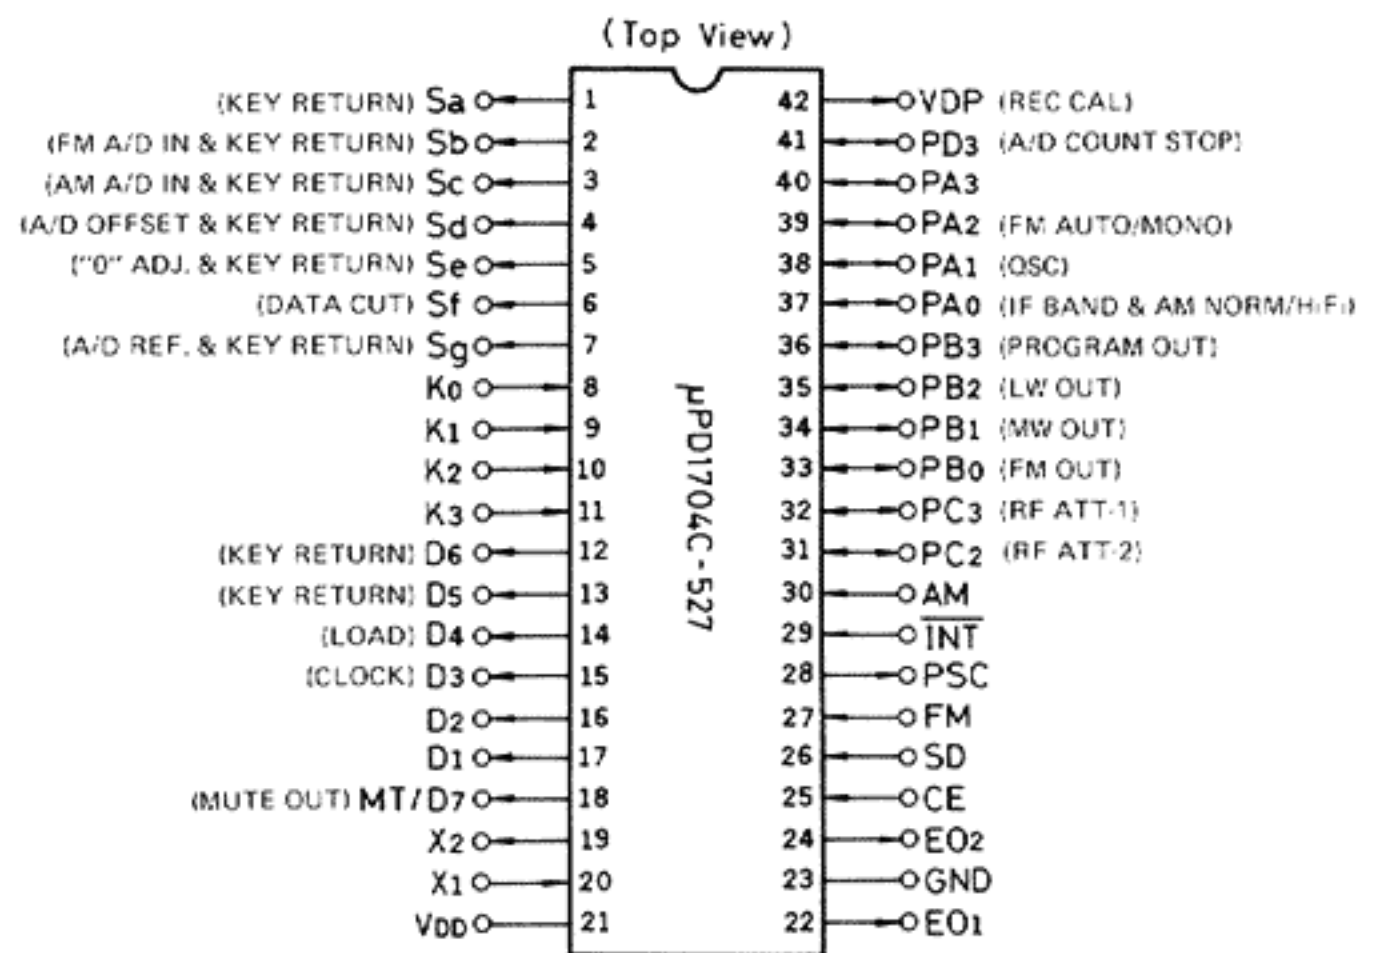 (Top View)
(KEY RETURN) Sa 1 42 VDP (REC CAL)
(FM A/D IN & KEY RETURN) Sb 2 41 PD3 (A/D COUNT STOP)
(AM A/D IN & KEY RETURN) Sc 3 40 PA3
(A/D OFFSET & KEY RETURN) Sd 4 39 PA2 (FM AUTO/MONO)
("0" ADJ. & KEY RETURN) Se 5 38 PA1 (OSC)
(DATA CUT) Sf 6 37 PA0 (IF BAND & AM NORM/HiFi)
(A/D REF. & KEY RETURN) Sg 7 36 PB3 (PROGRAM OUT)
K0 8 35 PB2 (LW OUT)
K1 9 34 PB1 (MW OUT)
K2 10 33 PB0 (FM OUT)
K3 11 32 PC3 (RF ATT-1)
(KEY RETURN) D6 12 31 PC2 (RF ATT-2)
(KEY RETURN) D5 13 30 AM
(LOAD) D4 14 29 INT
(CLOCK) D3 15 28 PSC
D2 16 27 FM
D1 17 26 SD
(MUTE OUT) MT/D7 18 25 CE
X2 19 24 EO2
X1 20 23 GND
VDD 21 22 EO1
μPD1704C-527